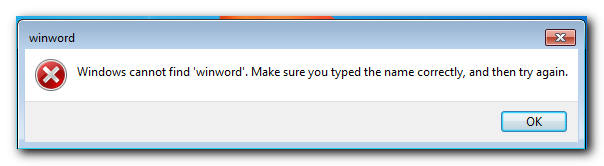 winword
Windows cannot find 'winword'. Make sure you typed the name correctly, and then try again.
OK